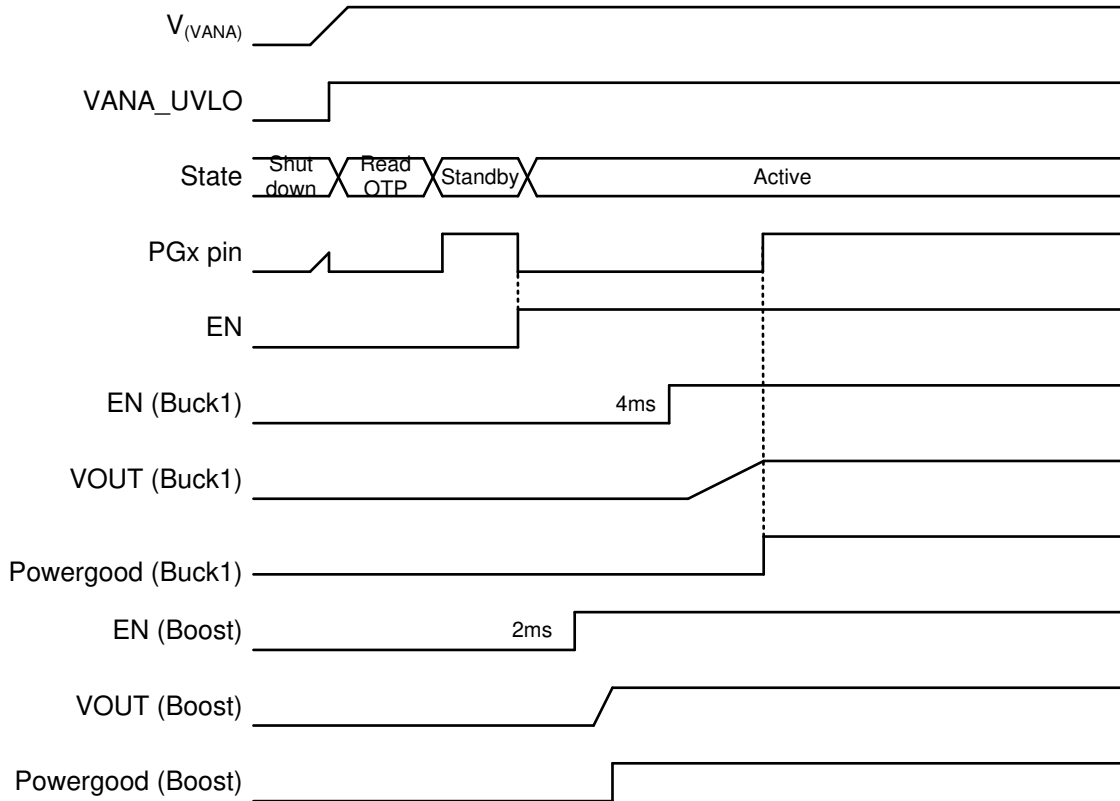 V(VANA)
VANA_UVLO
State
Shut down
Read OTP
Standby
Active
PGx pin
EN
EN (Buck1)
4ms
VOUT (Buck1)
Powergood (Buck1)
EN (Boost)
2ms
VOUT (Boost)
Powergood (Boost)